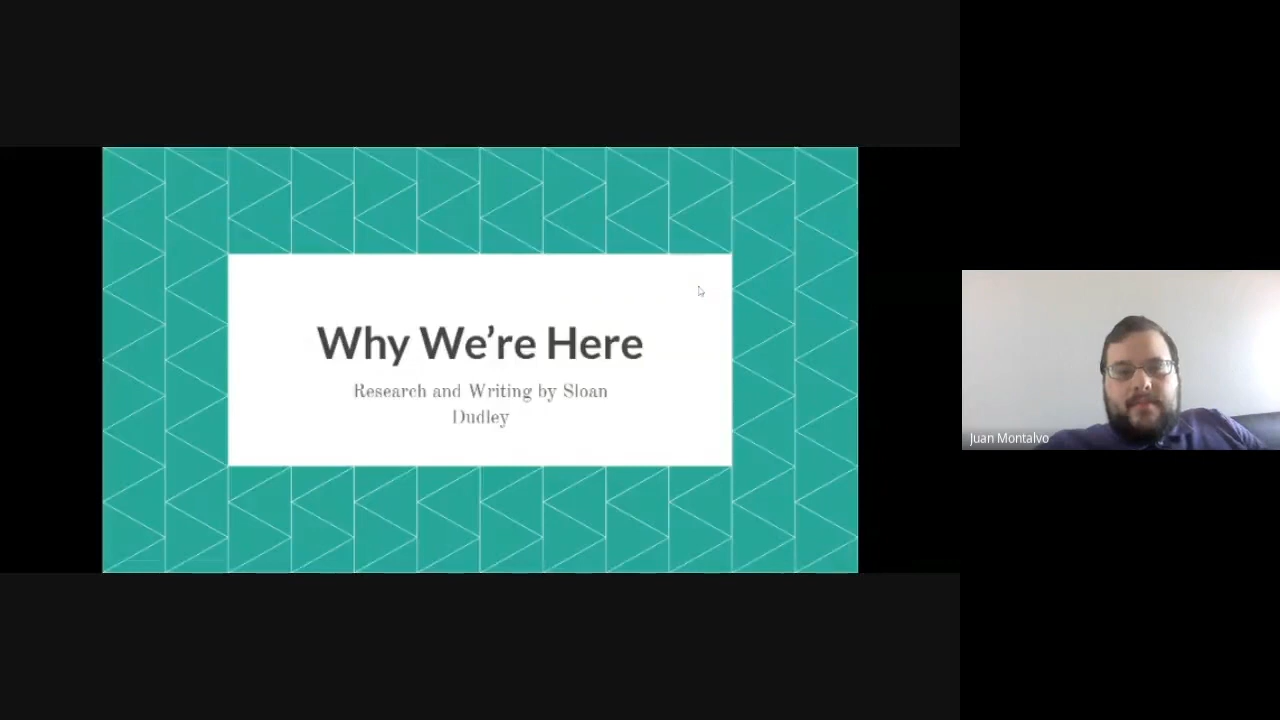 Why We’re Here
Research and Writing by Sloan
Dudley
Juan Montalvo